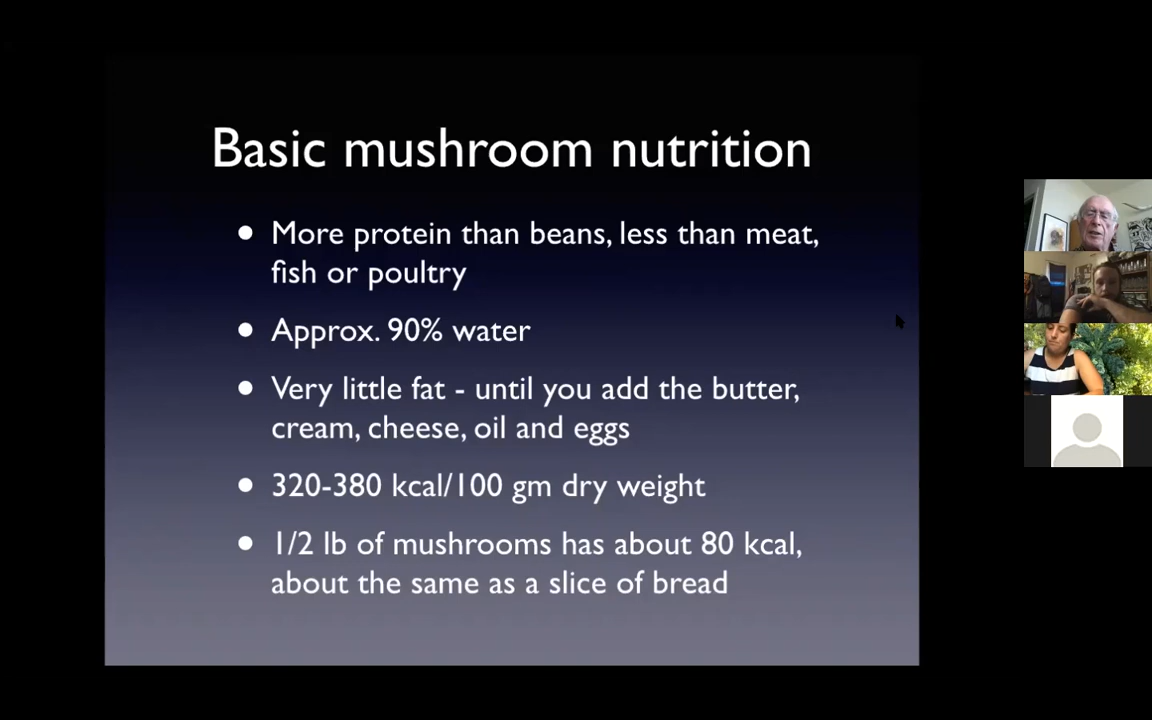 Basic mushroom nutrition
• More protein than beans, less than meat,
fish or poultry
• Approx. 90% water
• Very little fat - until you add the butter,
cream, cheese, oil and eggs
• 320-380 kcal/100 gm dry weight
• 1/2 lb of mushrooms has about 80 kcal,
about the same as a slice of bread